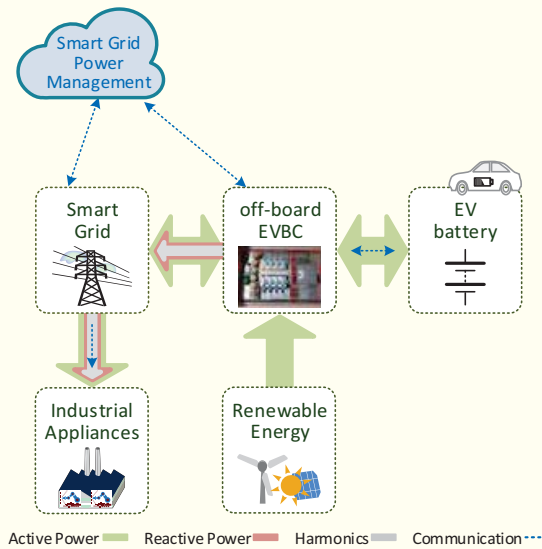 Smart Grid
Power
Management
Smart
Grid
off-board
EVBC
EV
battery
Industrial
Appliances
Renewable
Energy
Active Power Reactive Power Harmonics Communication